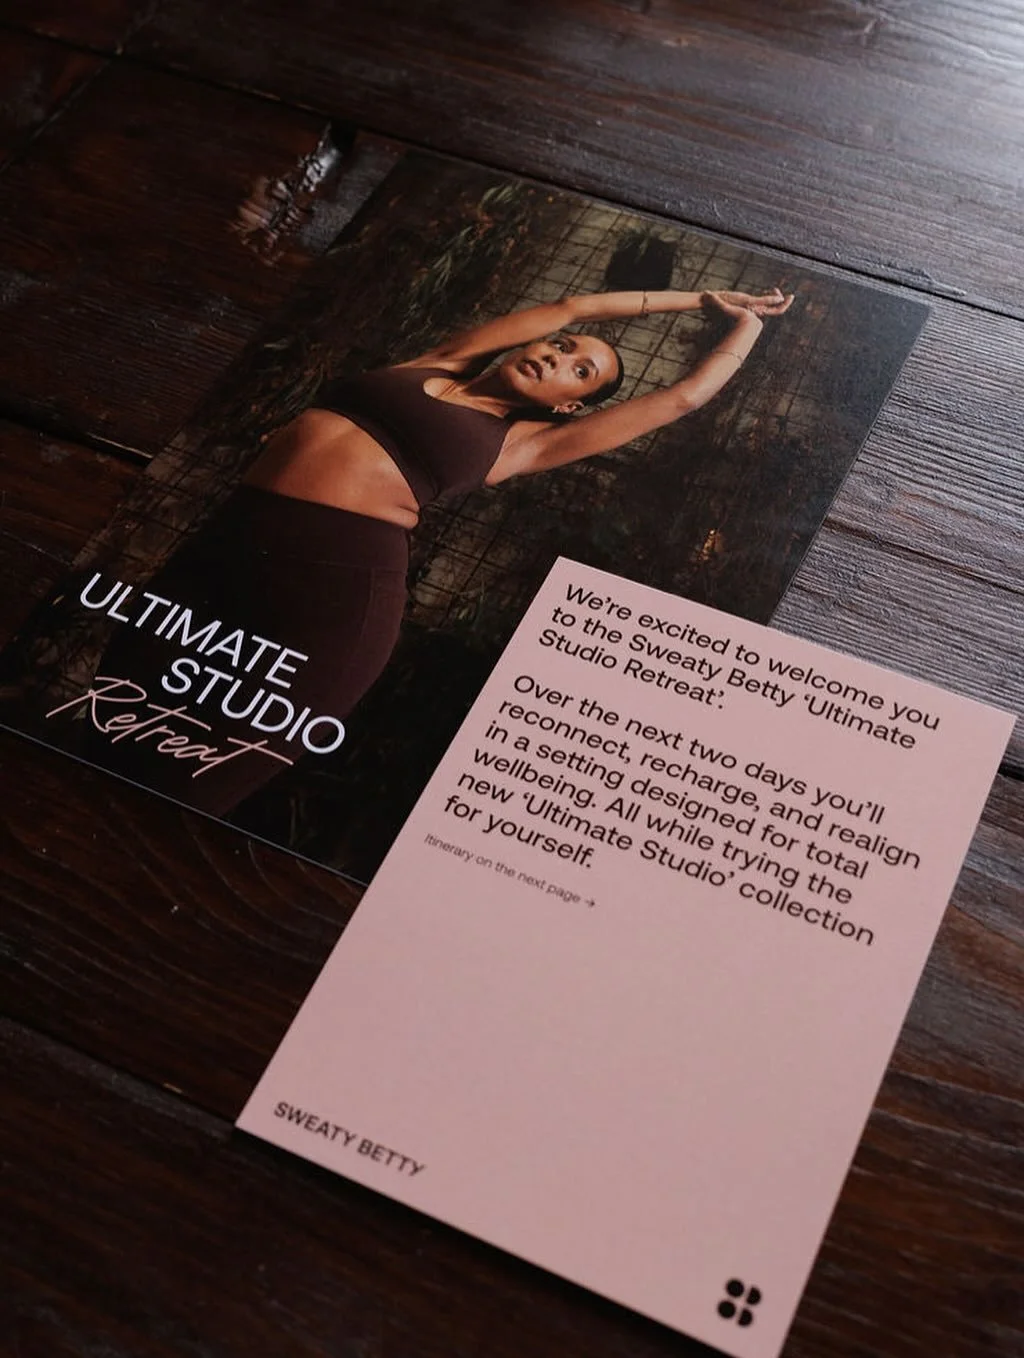 ULTIMATE
STUDIO
Retreat
We're excited to welcome you
to the Sweaty Betty ‘Ultimate
Studio Retreat’.
Over the next two days you’ll
reconnect, recharge, and realign
in a setting designed for total
wellbeing. All while trying the
new ‘Ultimate Studio’ collection
for yourself.
Itinerary on the next page →
SWEATY BETTY